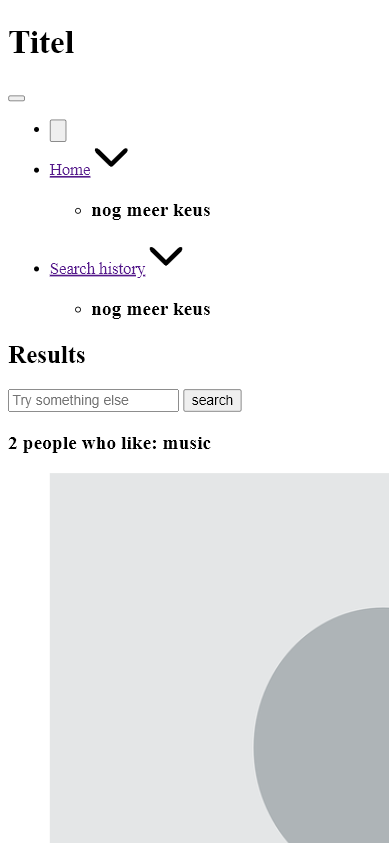 Titel
Home
nog meer keus
Search history
nog meer keus
Results
Try something else search
2 people who like: music